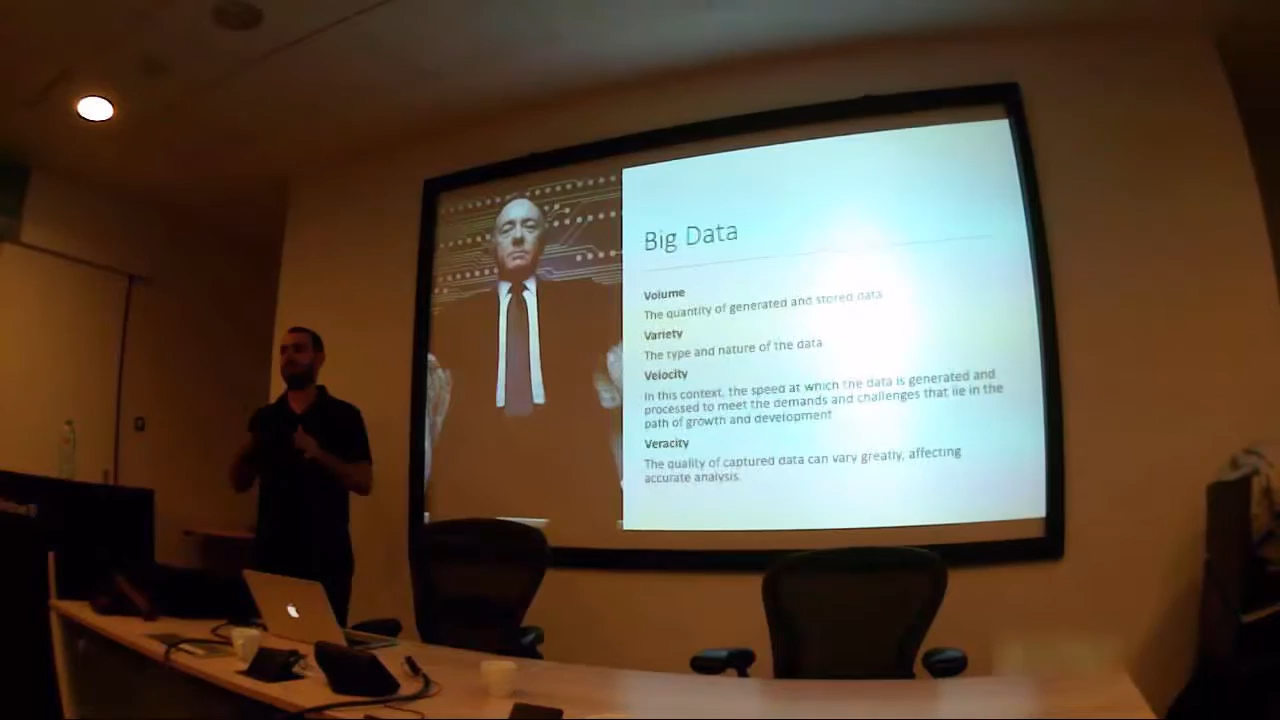 Big Data
Volume
The quantity of generated and stored data
Variety
The type and nature of the data
Velocity
In this context, the speed at which the data is generated and
processed to meet the demands and challenges that lie in the
path of growth and development
Veracity
The quality of captured data can vary greatly, affecting
accurate analysis.